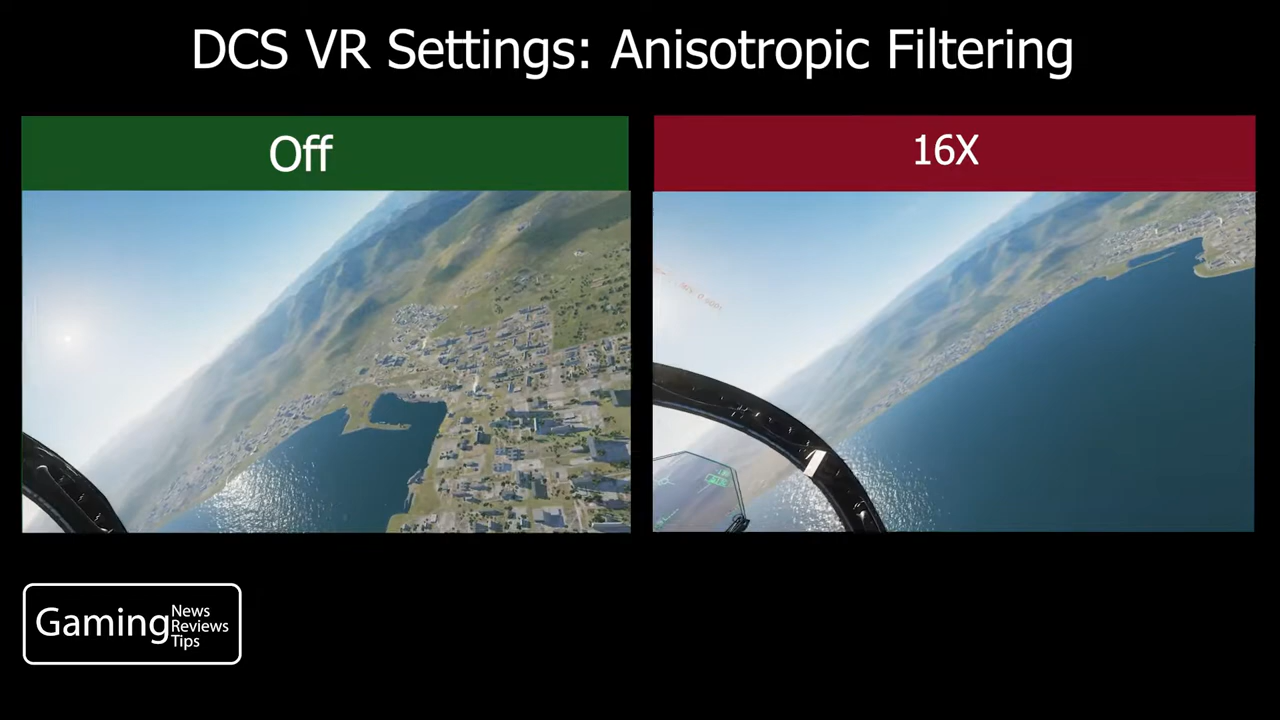 DCS VR Settings: Anisotropic Filtering
Off
16X
Gaming
News
Reviews
Tips